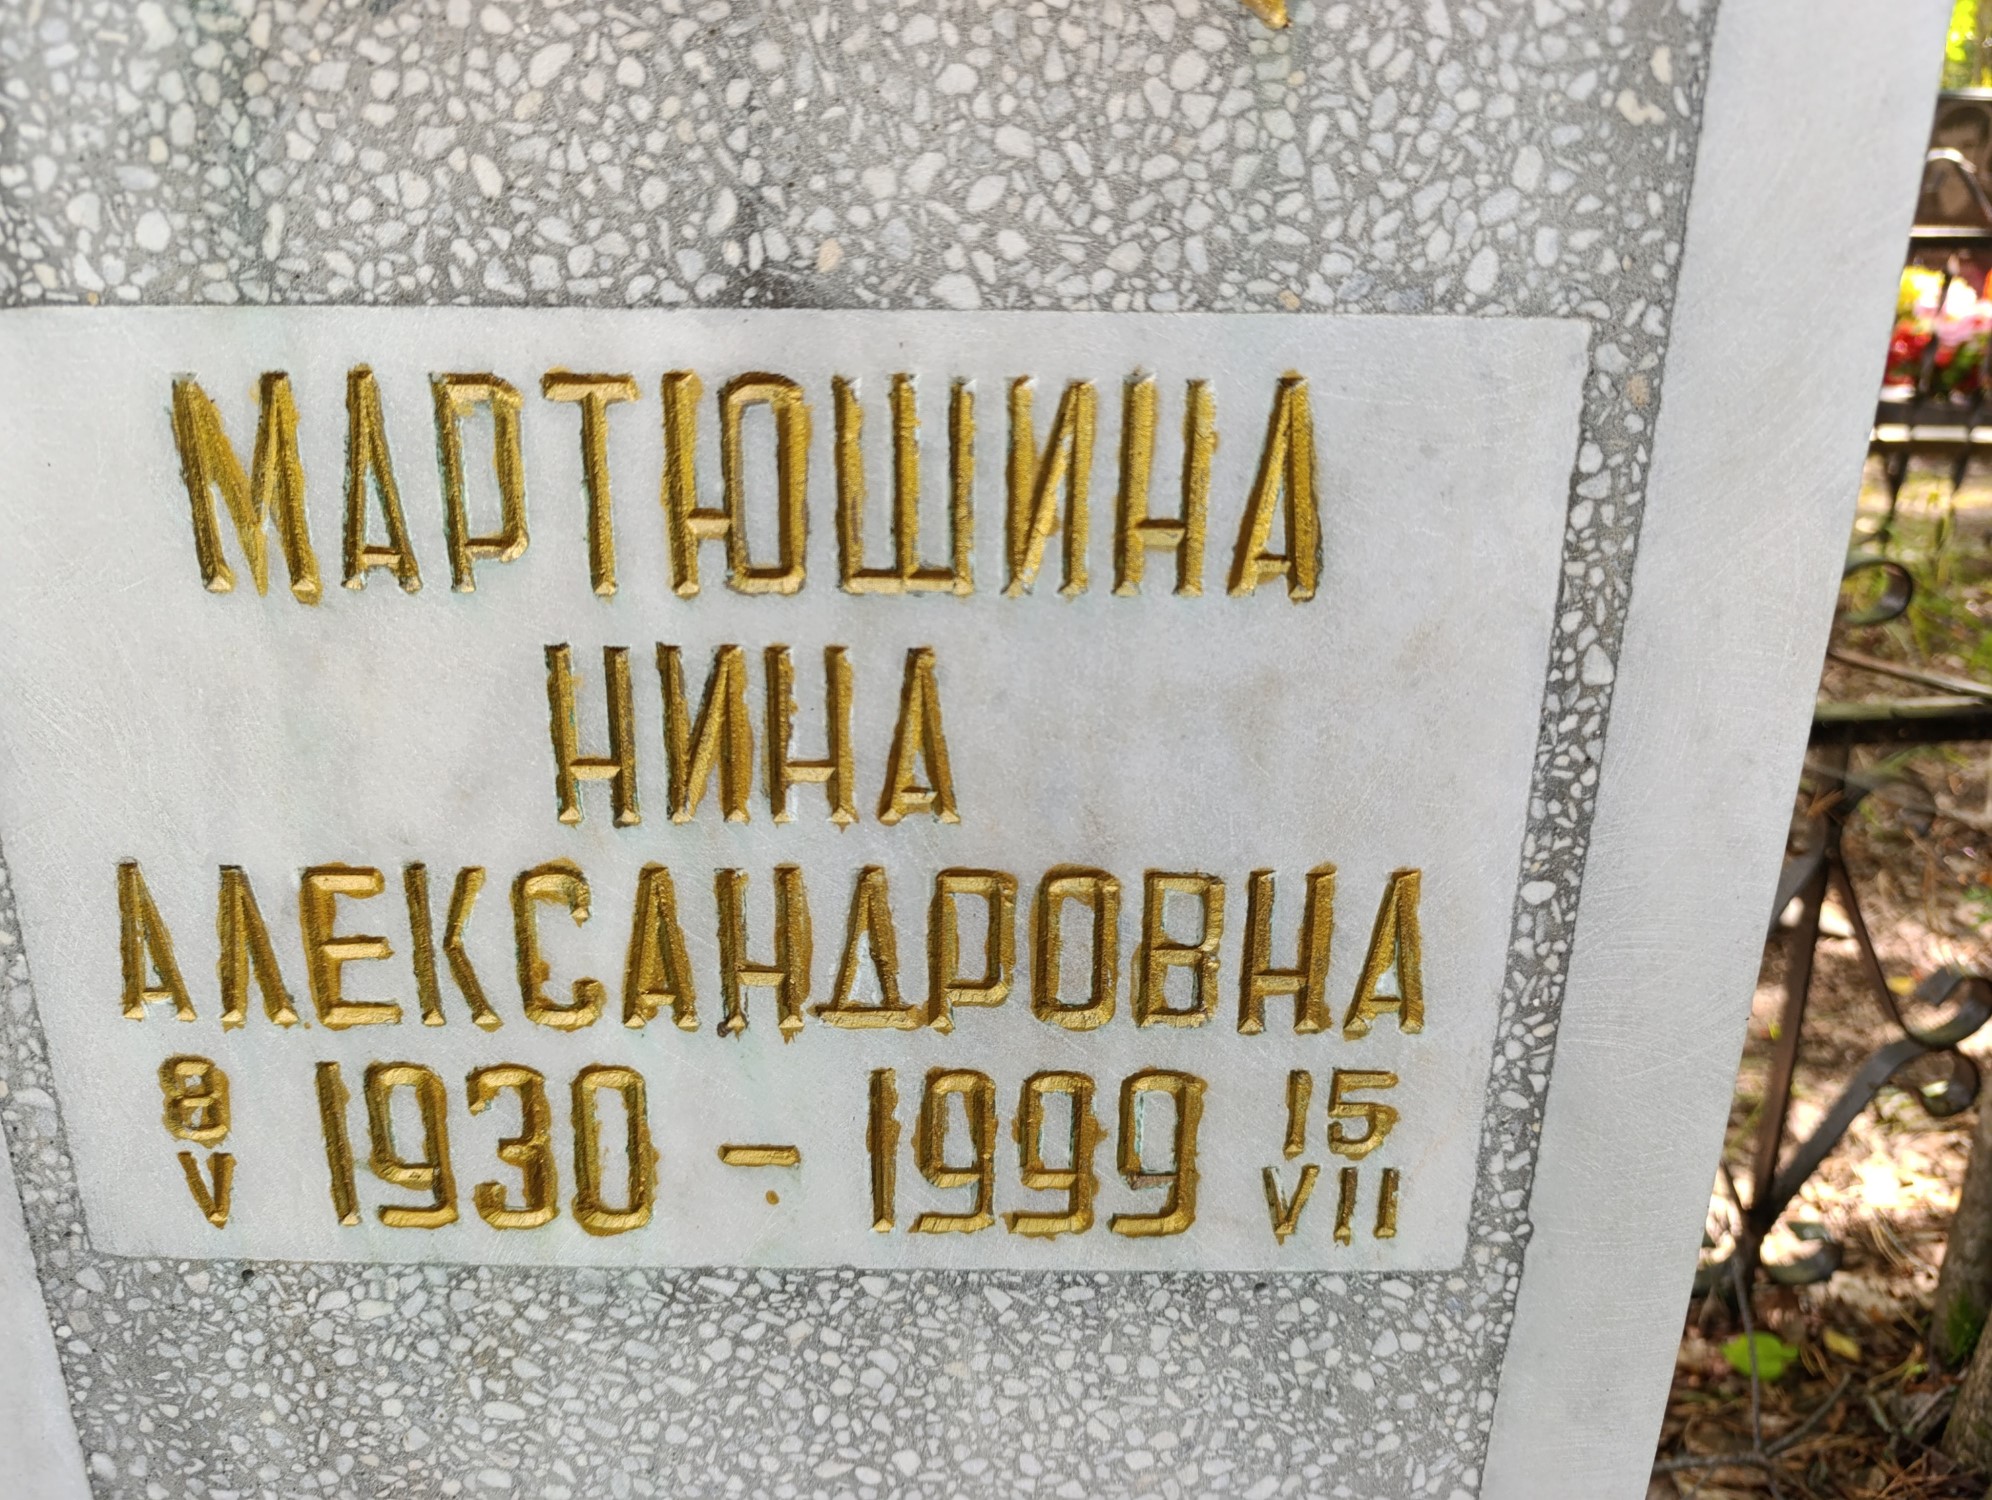 МАРТЮШИНА
НИНА
АЛЕКСАНДРОВНА
8 V 1930 - 1999 15 VII